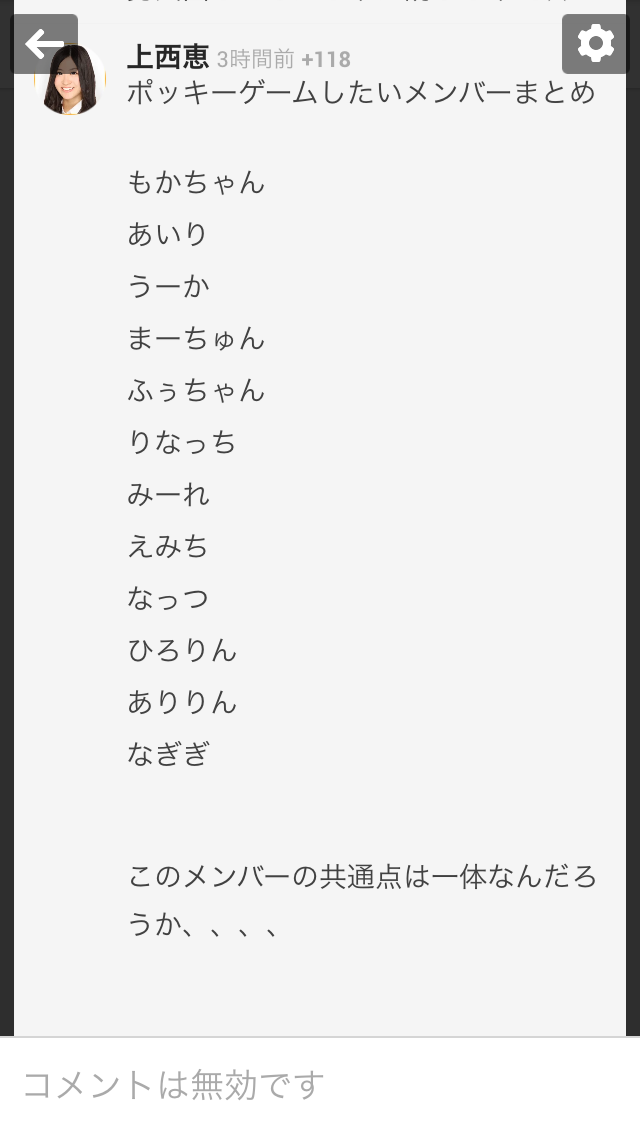 上西恵 3時間前 +118
ポッキーゲームしたいメンバーまとめ
もかちゃん
あいり
うーか
まーちゅん
ふぅちゃん
りなっち
みーれ
えみち
なっつ
ひろりん
ありりん
なぎぎ
このメンバーの共通点は一体なんだろ
うか、、、、
コメントは無効です